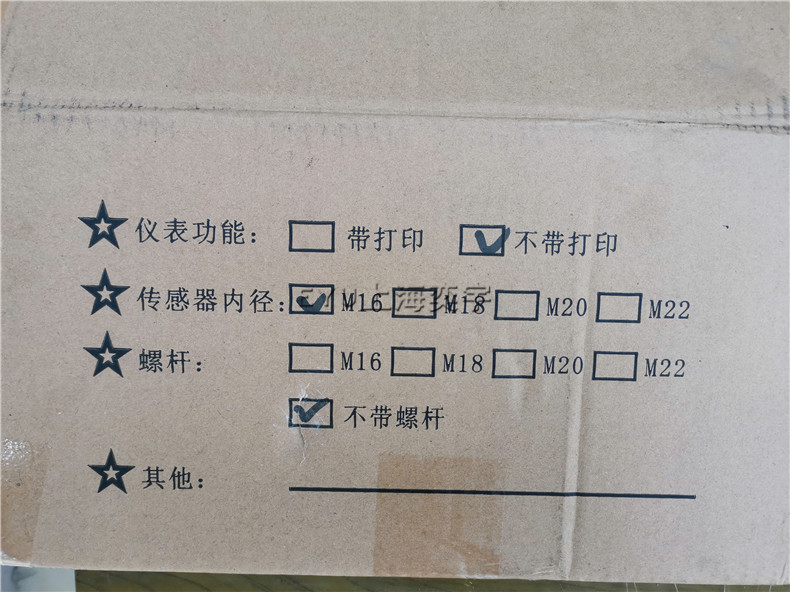 仪表功能： 带打印 不带打印
传感器内径： M16 M18 M20 M22
螺杆： M16 M18 M20 M22
不带螺杆
其他：